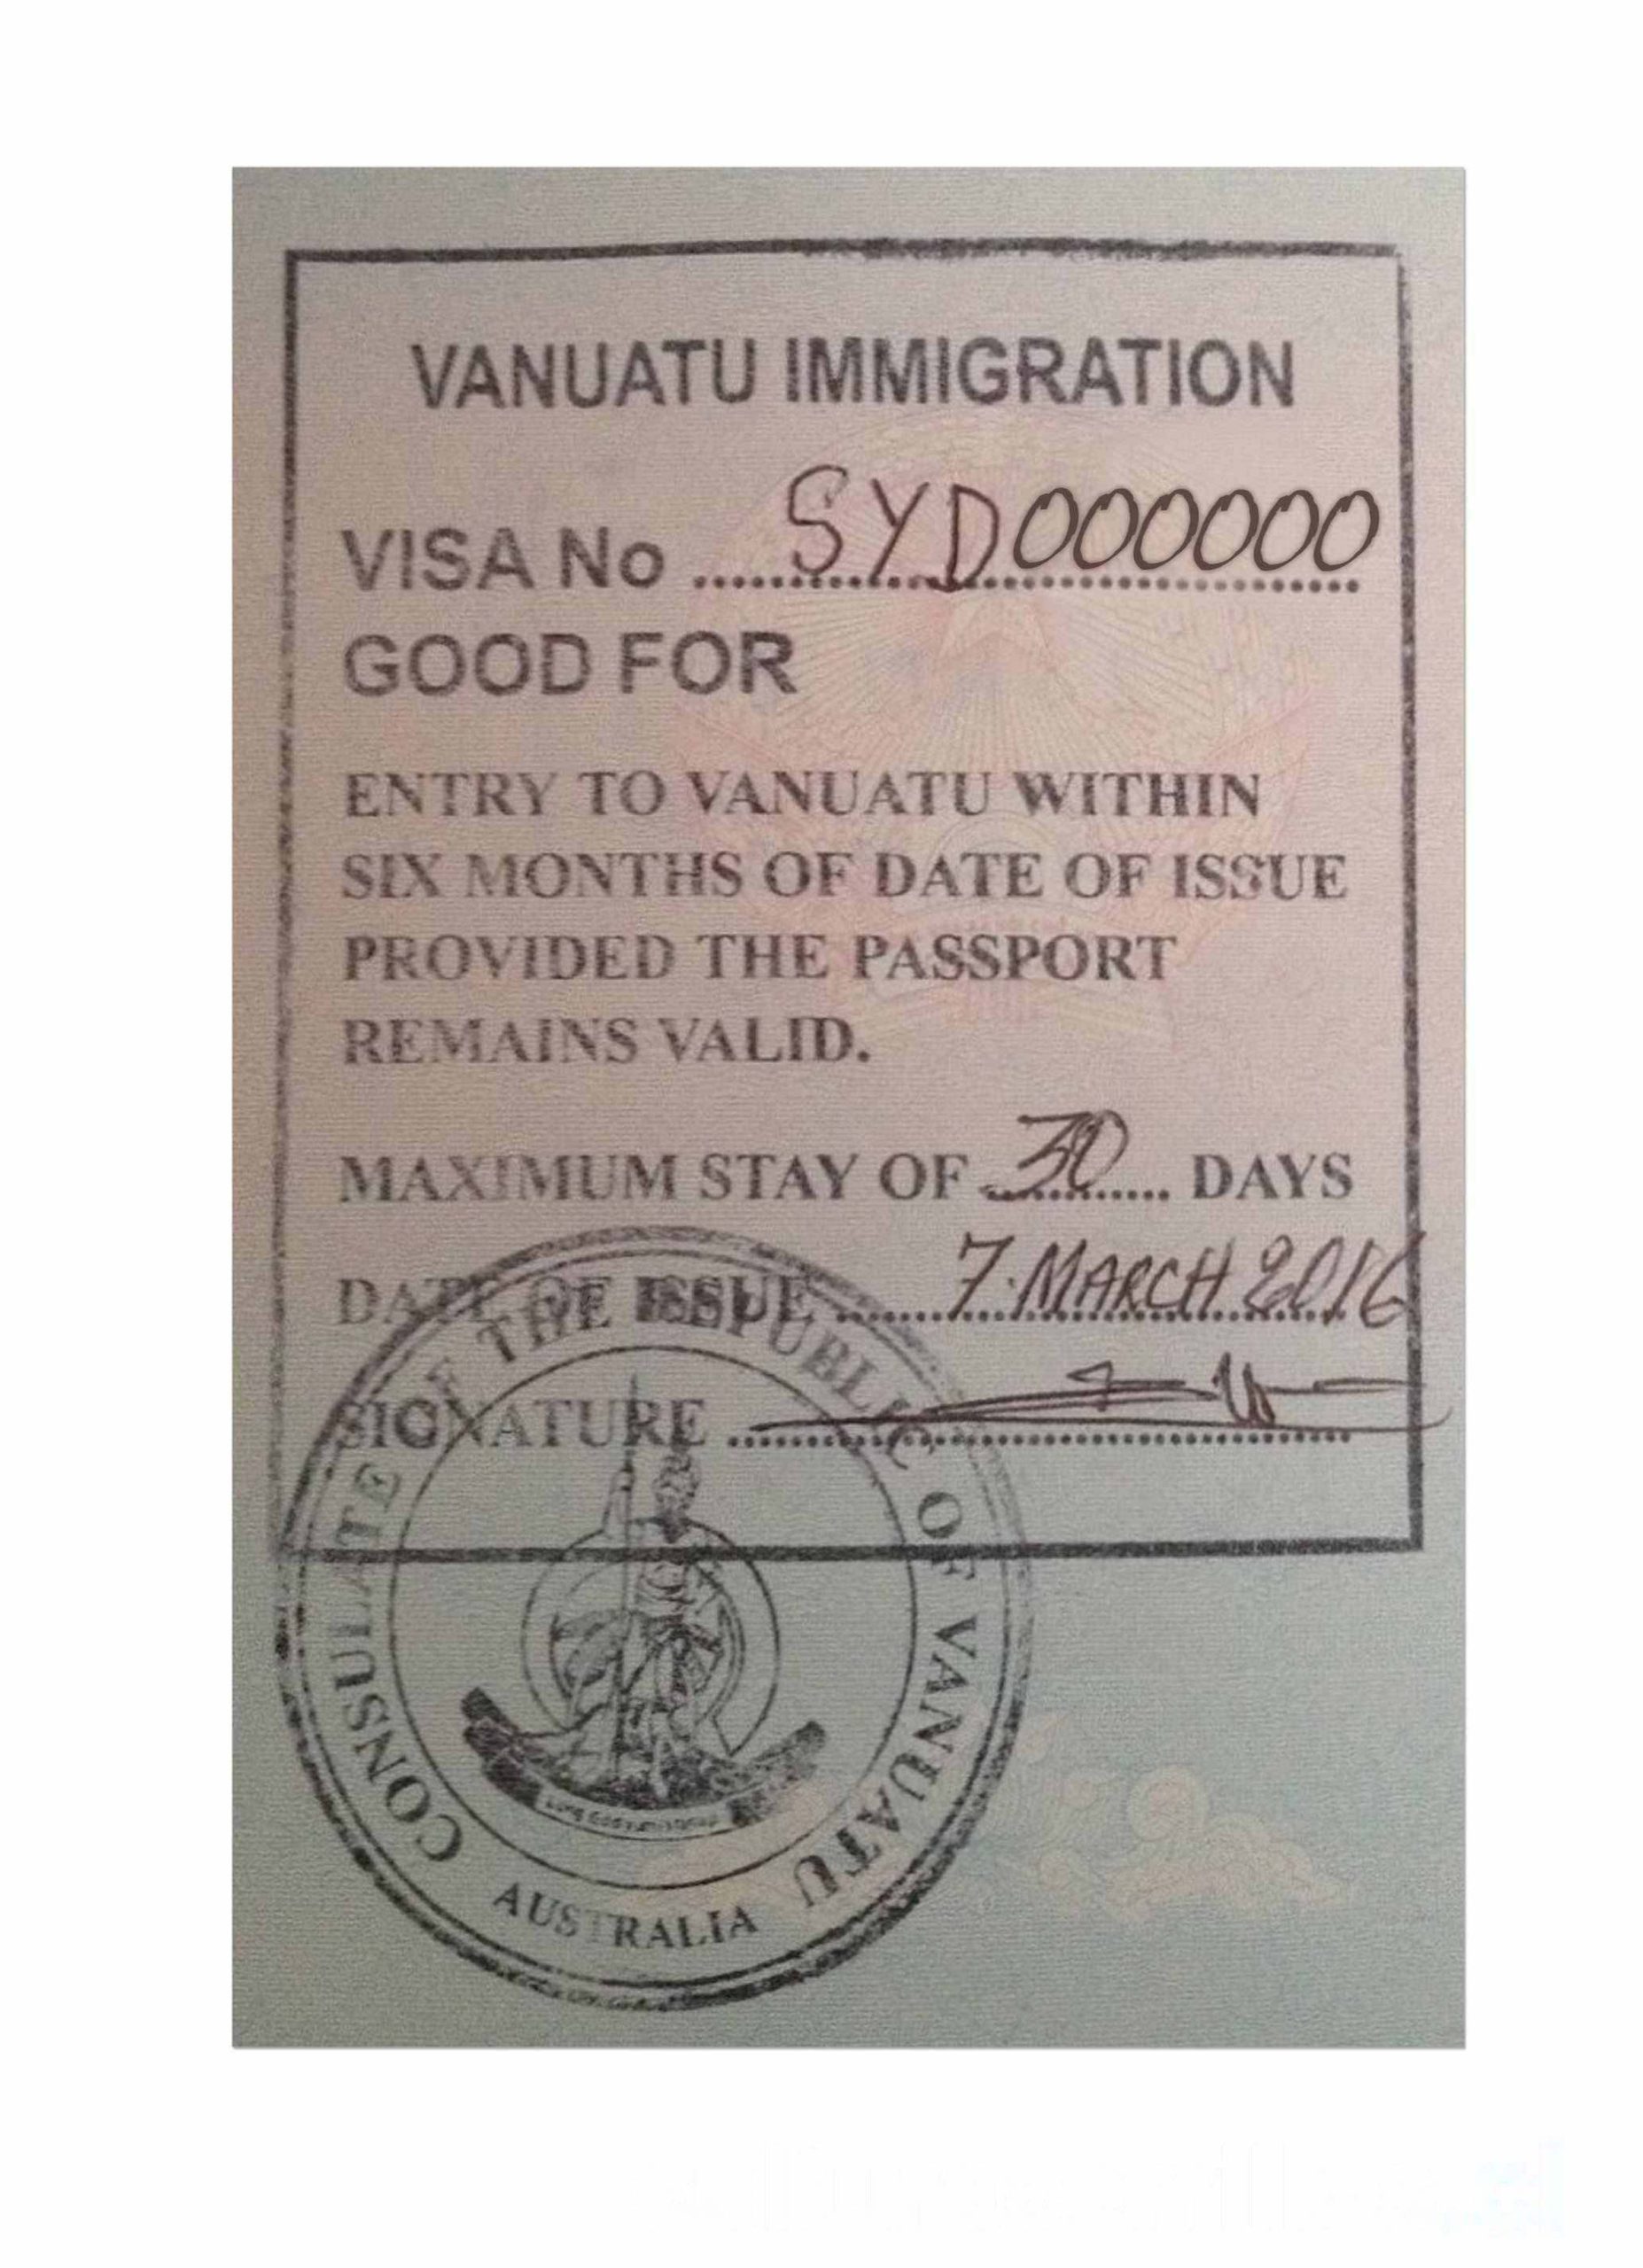 VANUATU IMMIGRATION
VISA No SYD000000
GOOD FOR
ENTRY TO VANUATU WITHIN
SIX MONTHS OF DATE OF ISSUE
PROVIDED THE PASSPORT
REMAINS VALID.
MAXIMUM STAY OF 30 DAYS
DATE OF ISSUE 7 MARCH 2016
SIGNATURE
CONSULATE OF THE REPUBLIC OF VANUATU
AUSTRALIA